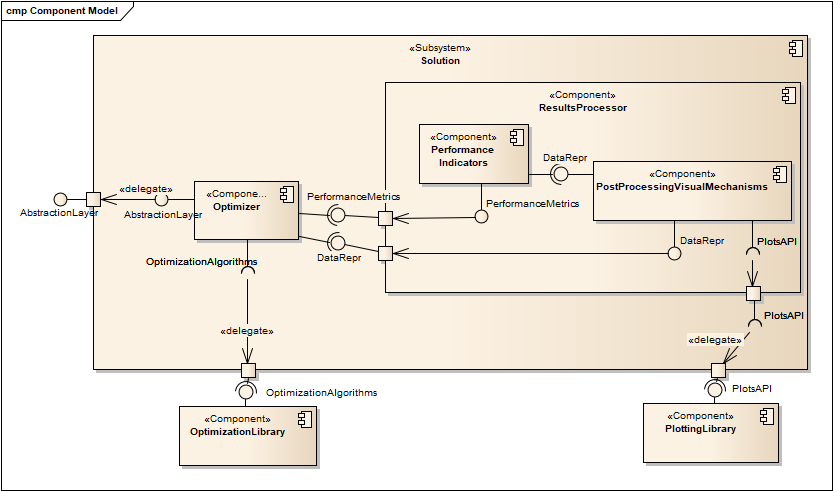 cmp Component Model
«Subsystem»
Solution
«Component»
ResultsProcessor
«Component»
Performance
Indicators
DataRepr
«Component»
PostProcessingVisualMechanisms
«delegate»
AbstractionLayer
AbstractionLayer
«Compone...
Optimizer
PerformanceMetrics
PerformanceMetrics
DataRepr
DataRepr
PlotsAPI
OptimizationAlgorithms
PlotsAPI
«delegate»
«delegate»
OptimizationAlgorithms
PlotsAPI
«Component»
OptimizationLibrary
«Component»
PlottingLibrary